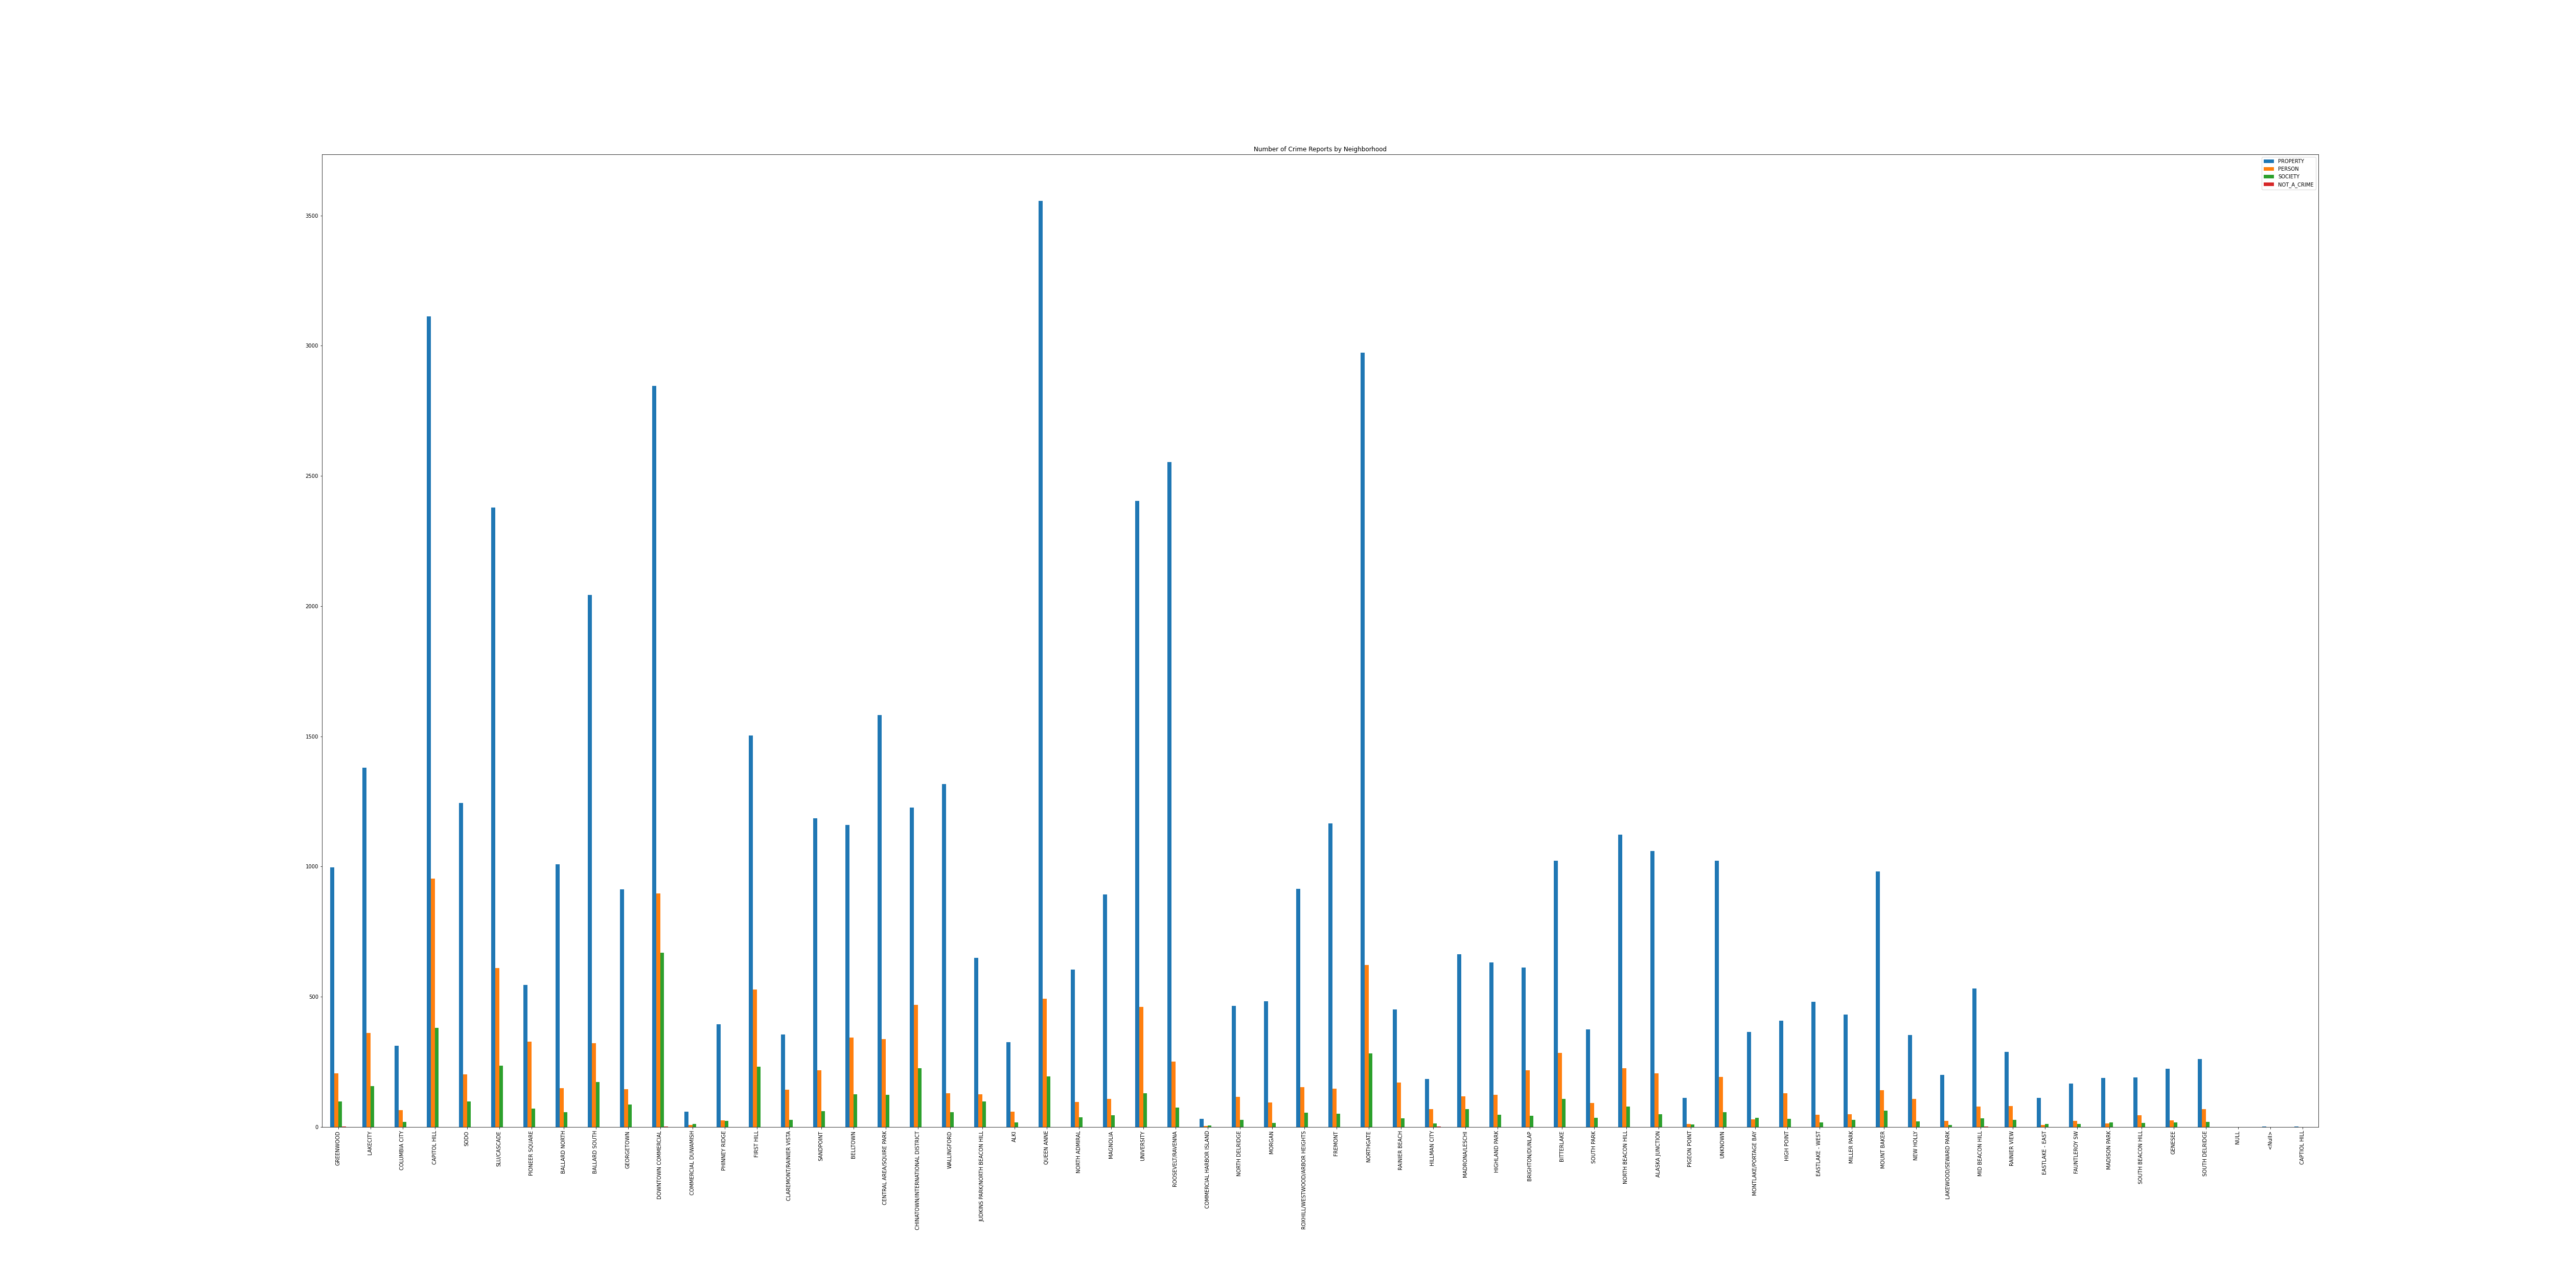 Number of Crime Reports by Neighborhood
PROPERTY
PERSON
SOCIETY
NOT_A_CRIME
3500
3000
2500
2000
1500
1000
500
0
GREENWOOD
LAKECITY
COLUMBIA CITY
CAPITOL HILL
SODO
SLU/CASCADE
PIONEER SQUARE
BALLARD NORTH
BALLARD SOUTH
GEORGETOWN
DOWNTOWN COMMERCIAL
COMMERCIAL DUWAMISH
PHINNEY RIDGE
FIRST HILL
CLAREMONT/RAINIER VISTA
SANDPOINT
BELLTOWN
CENTRAL AREA/SQUIRE PARK
CHINATOWN/INTERNATIONAL DISTRICT
WALLINGFORD
JUDKINS PARK/NORTH BEACON HILL
ALKI
QUEEN ANNE
NORTH ADMIRAL
MAGNOLIA
UNIVERSITY
ROOSEVELT/RAVENNA
COMMERCIAL HARBOR ISLAND
NORTH DELRIDGE
MORGAN
ROXHILL/WESTWOOD/ARBOR HEIGHTS
FREMONT
NORTHGATE
RAINIER BEACH
HILLMAN CITY
MADRONA/LESCHI
HIGHLAND PARK
BRIGHTON/DUNLAP
BITTERLAKE
SOUTH PARK
NORTH BEACON HILL
ALASKA JUNCTION
PIGEON POINT
UNKNOWN
MONTLAKE/PORTAGE BAY
HIGH POINT
EASTLAKE - WEST
MILLER PARK
MOUNT BAKER
NEW HOLLY
LAKEWOOD/SEWARD PARK
MID BEACON HILL
RAINIER VIEW
EASTLAKE - EAST
FAUNTLEROY SW
MADISON PARK
SOUTH BEACON HILL
GENESEE
SOUTH DELRIDGE
NULL
<Null>
CAPTIOL HILL